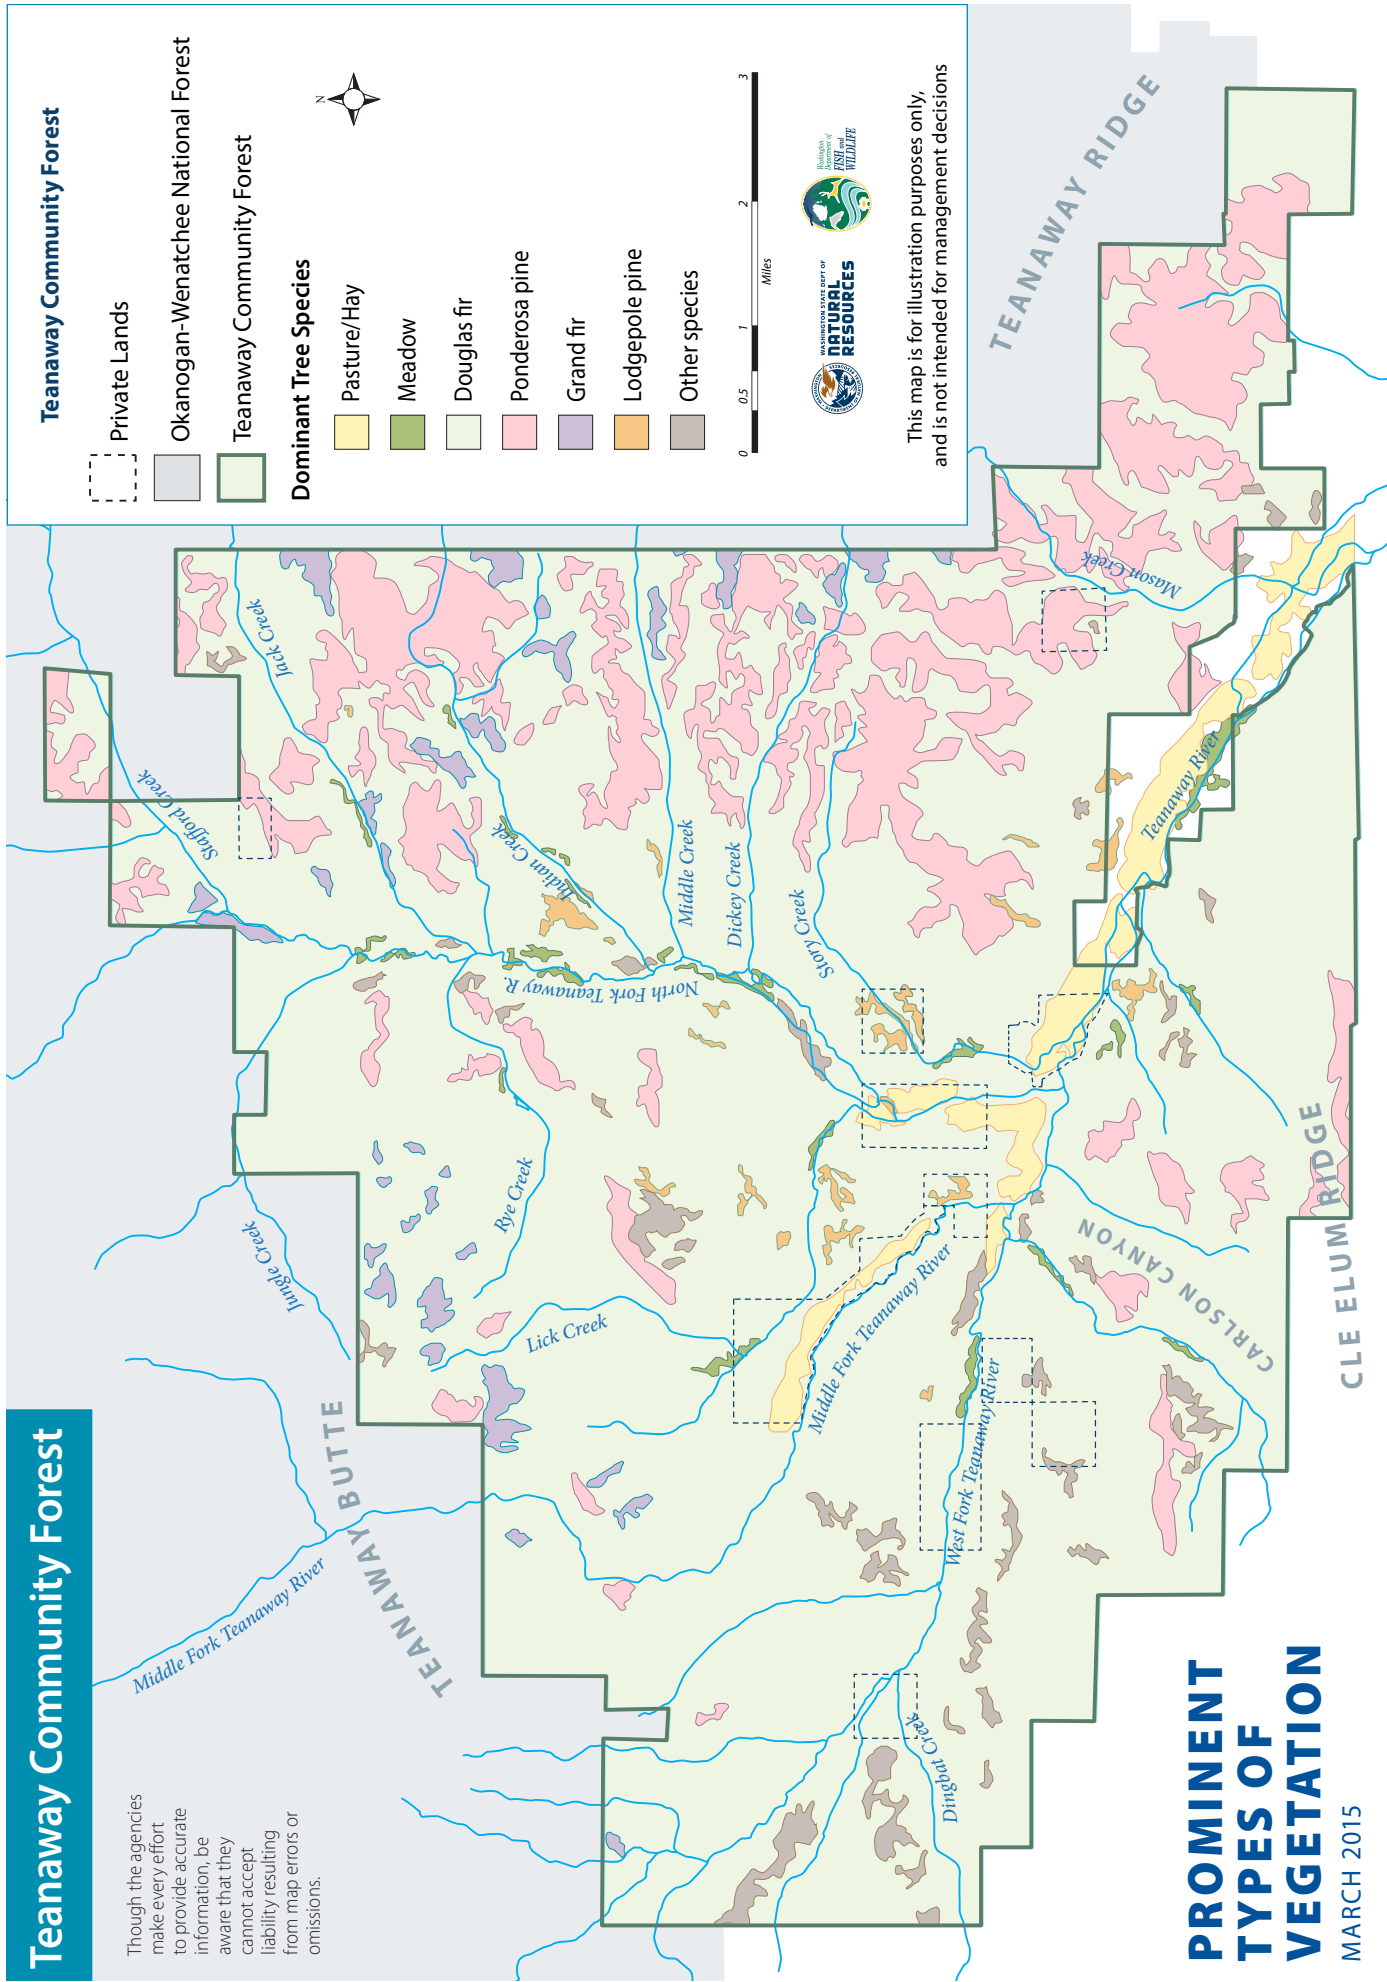 Teanaway Community Forest
Though the agencies
make every effort
to provide accurate
information, be
aware that they
cannot accept
liability resulting
from map errors or
omissions.
Teanaway Community Forest
Private Lands
Okanogan-Wenatchee National Forest
Teanaway Community Forest
Dominant Tree Species
Pasture/Hay
Meadow
Douglas fir
Ponderosa pine
Grand fir
Lodgepole pine
Other species
N
0 0.5 1 2 3
Miles
WASHINGTON STATE DEPT OF
NATURAL
RESOURCES
Washington
Department of
FISH and
WILDLIFE
This map is for illustration purposes only,
and is not intended for management decisions
Middle Fork Teanaway River
TEANAWAY BUTTE
Jungle Creek
Stafford Creek
Jack Creek
Indian Creek
Rye Creek
Lick Creek
North Fork Teanaway R.
Middle Creek
Dickey Creek
Story Creek
Middle Fork Teanaway River
West Fork Teanaway River
Dingbat Creek
Teanaway River
Mason Creek
TEANAWAY RIDGE
CARLSON CANYON
CLE ELUM RIDGE
PROMINENT
TYPES OF
VEGETATION
MARCH 2015